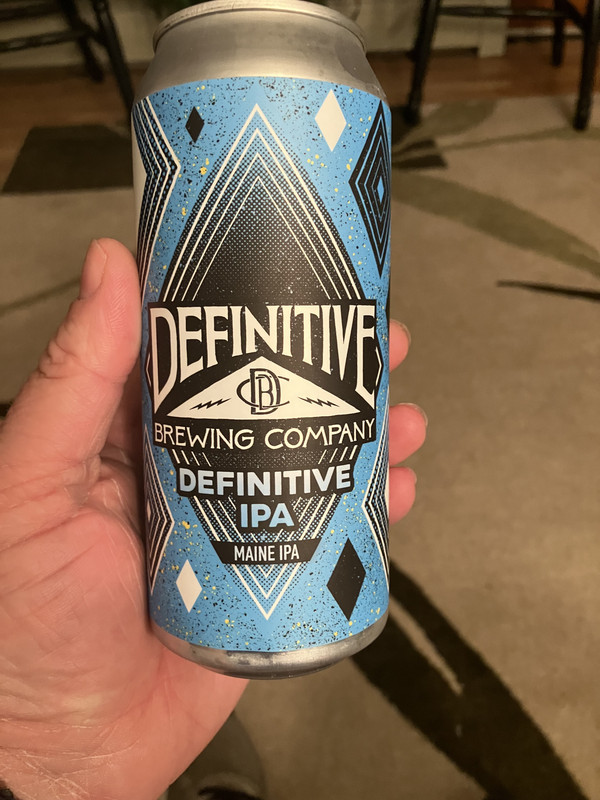 DEFINITIVE
DBC
BREWING COMPANY
DEFINITIVE
IPA
MAINE IPA